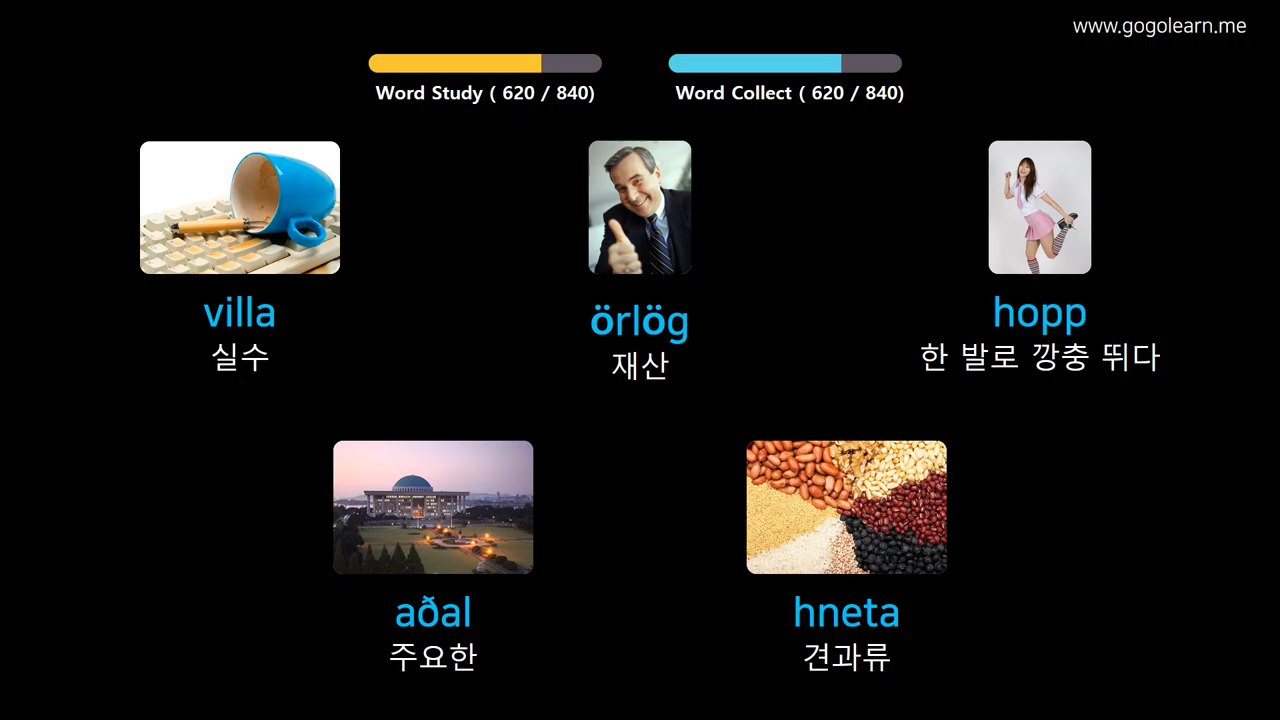 www.gogolearn.me
Word Study ( 620 / 840)
Word Collect ( 620 / 840)
villa
실수
örlög
재산
hopp
한 발로 깡충 뛰다
aðal
주요한
hneta
견과류